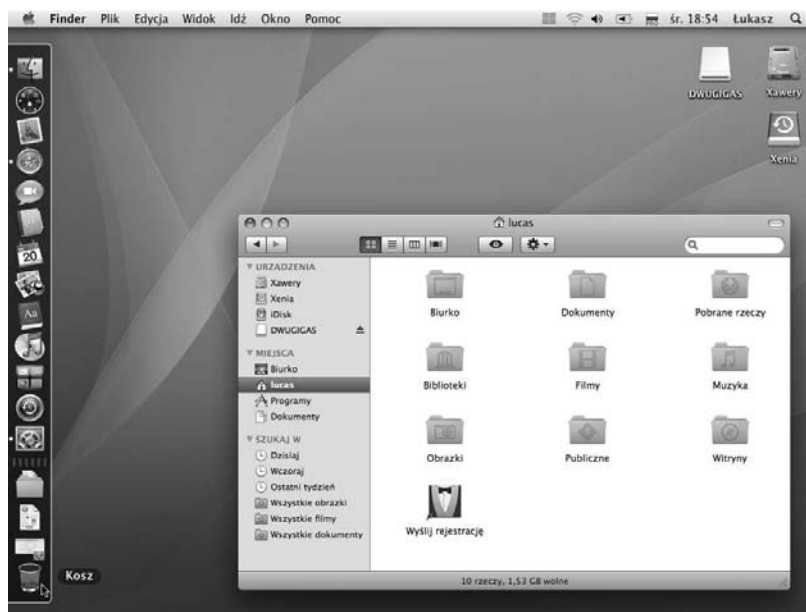 Finder Plik Edycja Widok Idź Okno Pomoc śr. 18:54 Łukasz
DWUGIGAS Xawery
Xenia
lucas
URZĄDZENIA
Xawery
Xenia
iDisk
DWUGIGAS
MIEJSCA
Biurko
lucas
Programy
Dokumenty
SZUKAJ W
Dzisiaj
Wczoraj
Ostatni tydzień
Wszystkie obrazki
Wszystkie filmy
Wszystkie dokumenty
Biurko Dokumenty Pobrane rzeczy
Biblioteki Filmy Muzyka
Obrazki Publiczne Witryny
Wyślij rejestrację
10 rzeczy, 1,53 GB wolne
20
Aa
Kosz